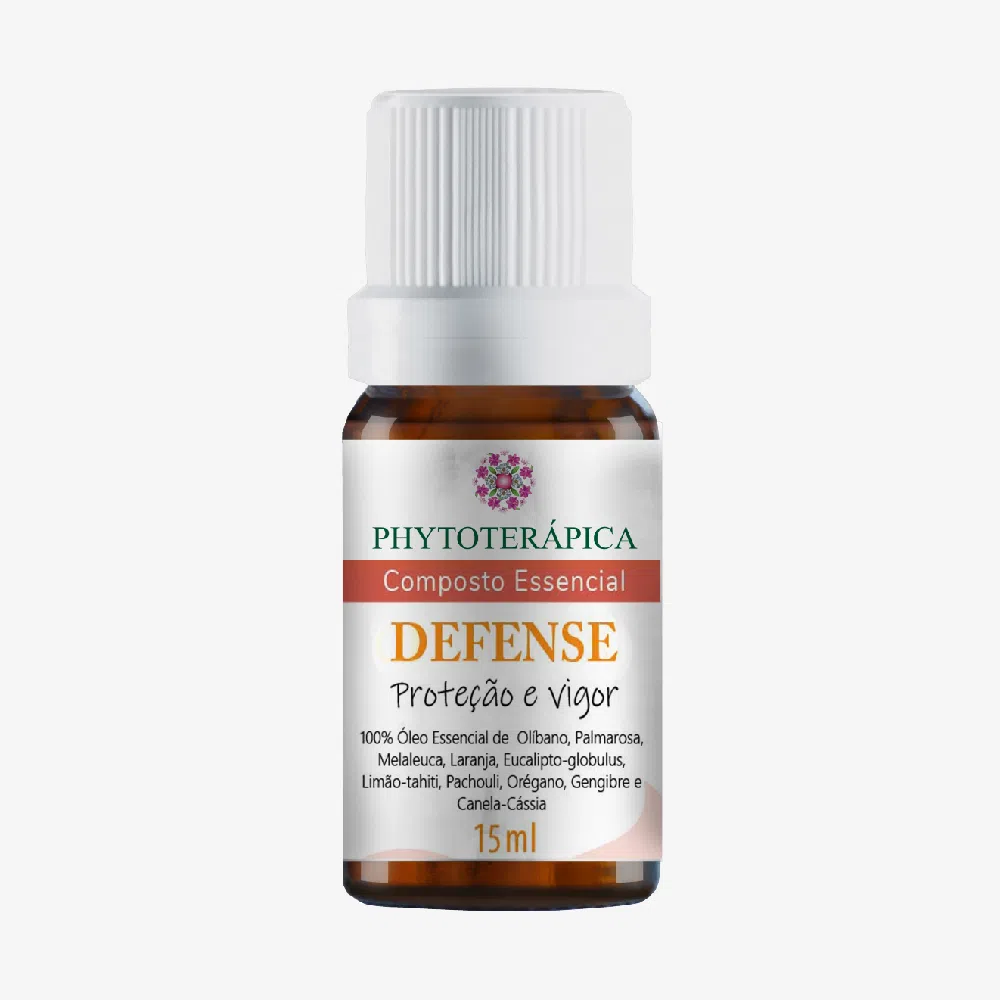 PHYTOTERÁPICA
Composto Essencial
DEFENSE
Proteção e vigor
100% Óleo Essencial de Olíbano, Palmarosa,
Melaleuca, Laranja, Eucalipto-globulus,
Limão-tahiti, Pachouli, Orégano, Gengibre e
Canela-Cássia
15ml